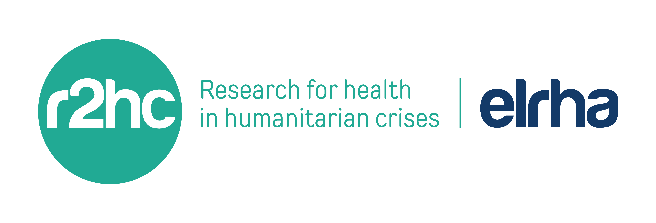 r2hc
Research for health
in humanitarian crises
elrha